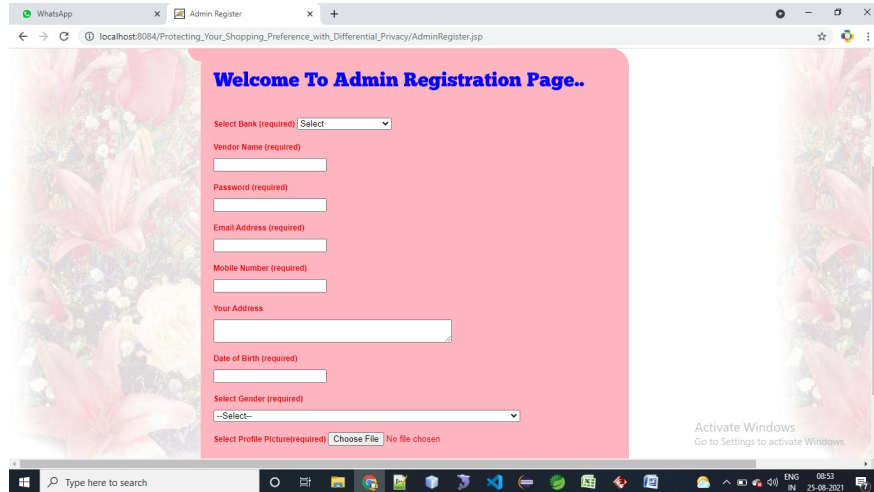 WhatsApp
Admin Register
localhost:8084/Protecting_Your_Shopping_Preference_with_Differential_Privacy/AdminRegister.jsp
Welcome To Admin Registration Page..
Select Bank (required) Select
Vendor Name (required)
Password (required)
Email Address (required)
Mobile Number (required)
Your Address
Date of Birth (required)
Select Gender (required)
--Select--
Select Profile Picture(required) Choose File No file chosen
Activate Windows
Go to Settings to activate Windows.
Type here to search
ENG
IN
08:53
25-08-2021